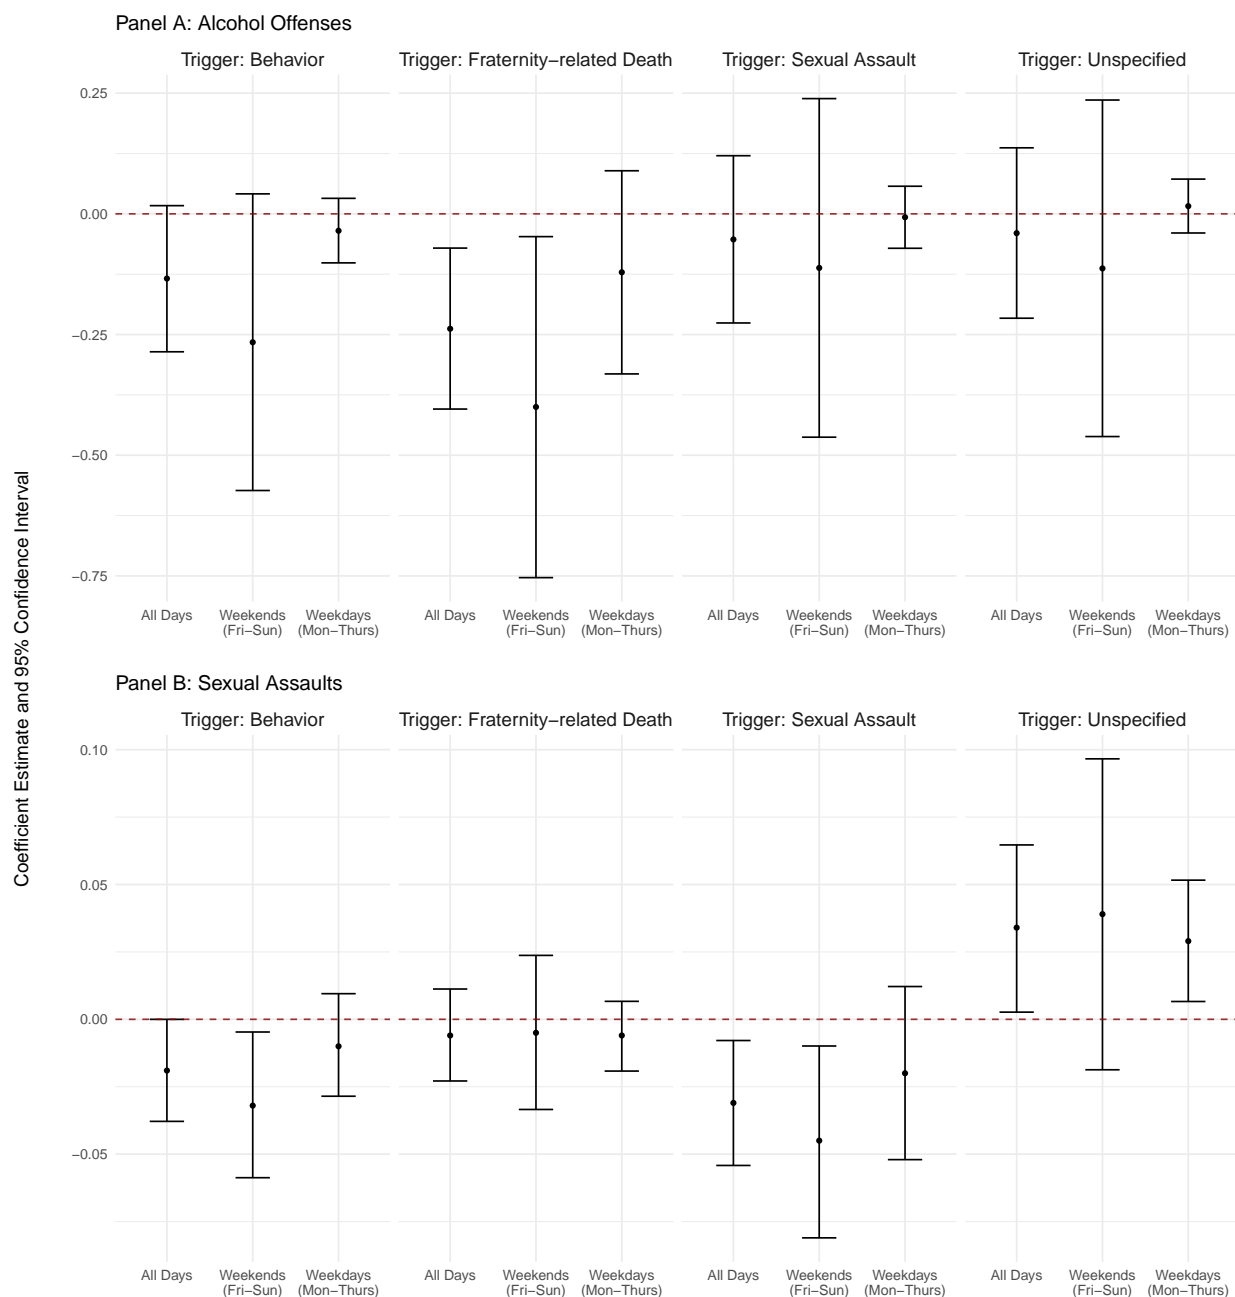 Panel A: Alcohol Offenses
Trigger: Behavior
Trigger: Fraternity−related Death
Trigger: Sexual Assault
Trigger: Unspecified
0.25
0.00
−0.25
−0.50
−0.75
All Days
Weekends
(Fri−Sun)
Weekdays
(Mon−Thurs)
All Days
Weekends
(Fri−Sun)
Weekdays
(Mon−Thurs)
All Days
Weekends
(Fri−Sun)
Weekdays
(Mon−Thurs)
All Days
Weekends
(Fri−Sun)
Weekdays
(Mon−Thurs)
Coefficient Estimate and 95% Confidence Interval
Panel B: Sexual Assaults
Trigger: Behavior
Trigger: Fraternity−related Death
Trigger: Sexual Assault
Trigger: Unspecified
0.10
0.05
0.00
−0.05
All Days
Weekends
(Fri−Sun)
Weekdays
(Mon−Thurs)
All Days
Weekends
(Fri−Sun)
Weekdays
(Mon−Thurs)
All Days
Weekends
(Fri−Sun)
Weekdays
(Mon−Thurs)
All Days
Weekends
(Fri−Sun)
Weekdays
(Mon−Thurs)